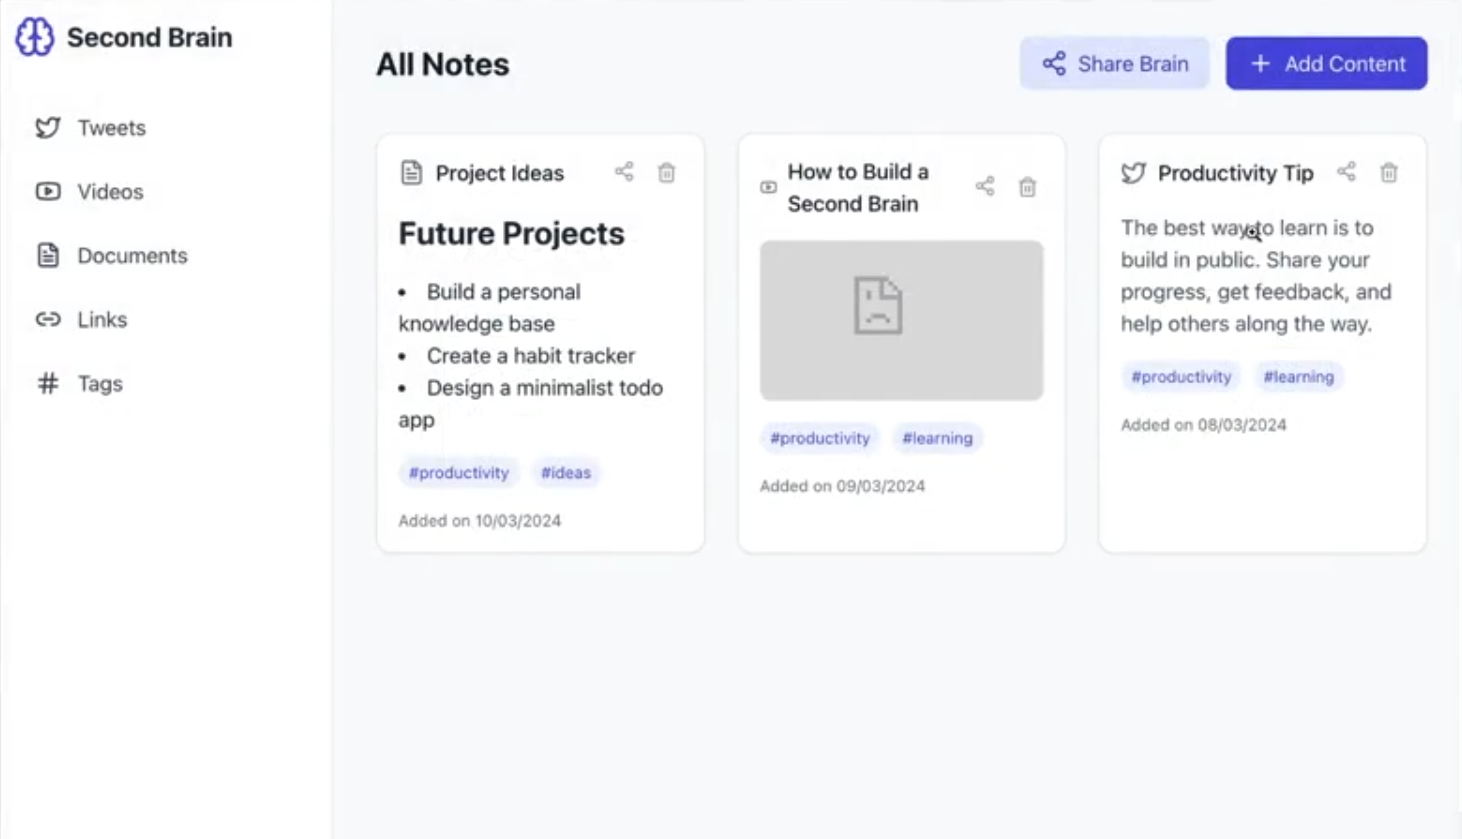 Second Brain
Tweets
Videos
Documents
Links
# Tags
All Notes
Share Brain
+ Add Content
Project Ideas
Future Projects
• Build a personal
knowledge base
• Create a habit tracker
• Design a minimalist todo
app
#productivity #ideas
Added on 10/03/2024
How to Build a
Second Brain
#productivity #learning
Added on 09/03/2024
Productivity Tip
The best way to learn is to
build in public. Share your
progress, get feedback, and
help others along the way.
#productivity #learning
Added on 08/03/2024